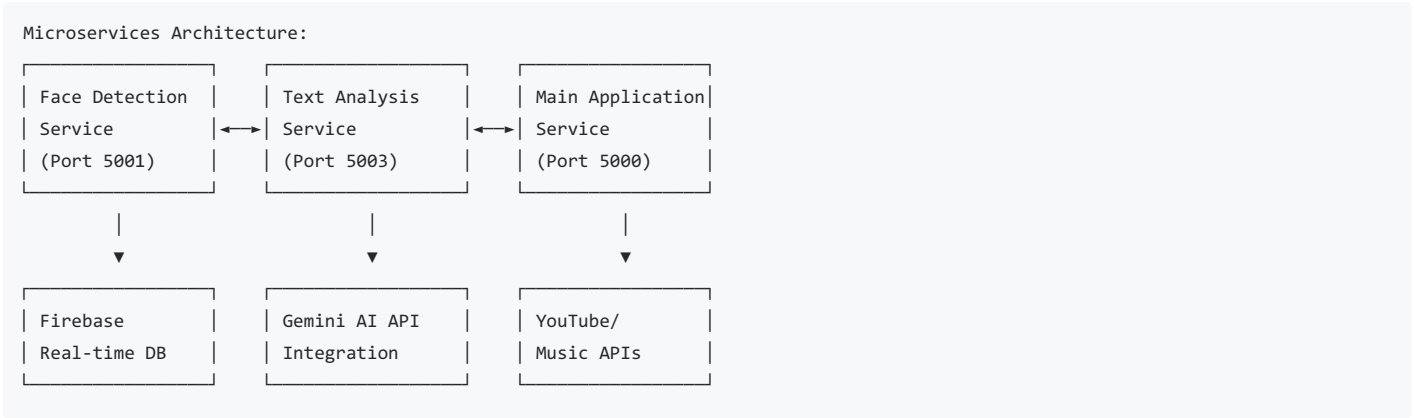 Microservices Architecture:
Face Detection Text Analysis Main Application
Service ◄──► Service ◄──► Service
(Port 5001) (Port 5003) (Port 5000)
Firebase Gemini AI API YouTube/
Real-time DB Integration Music APIs